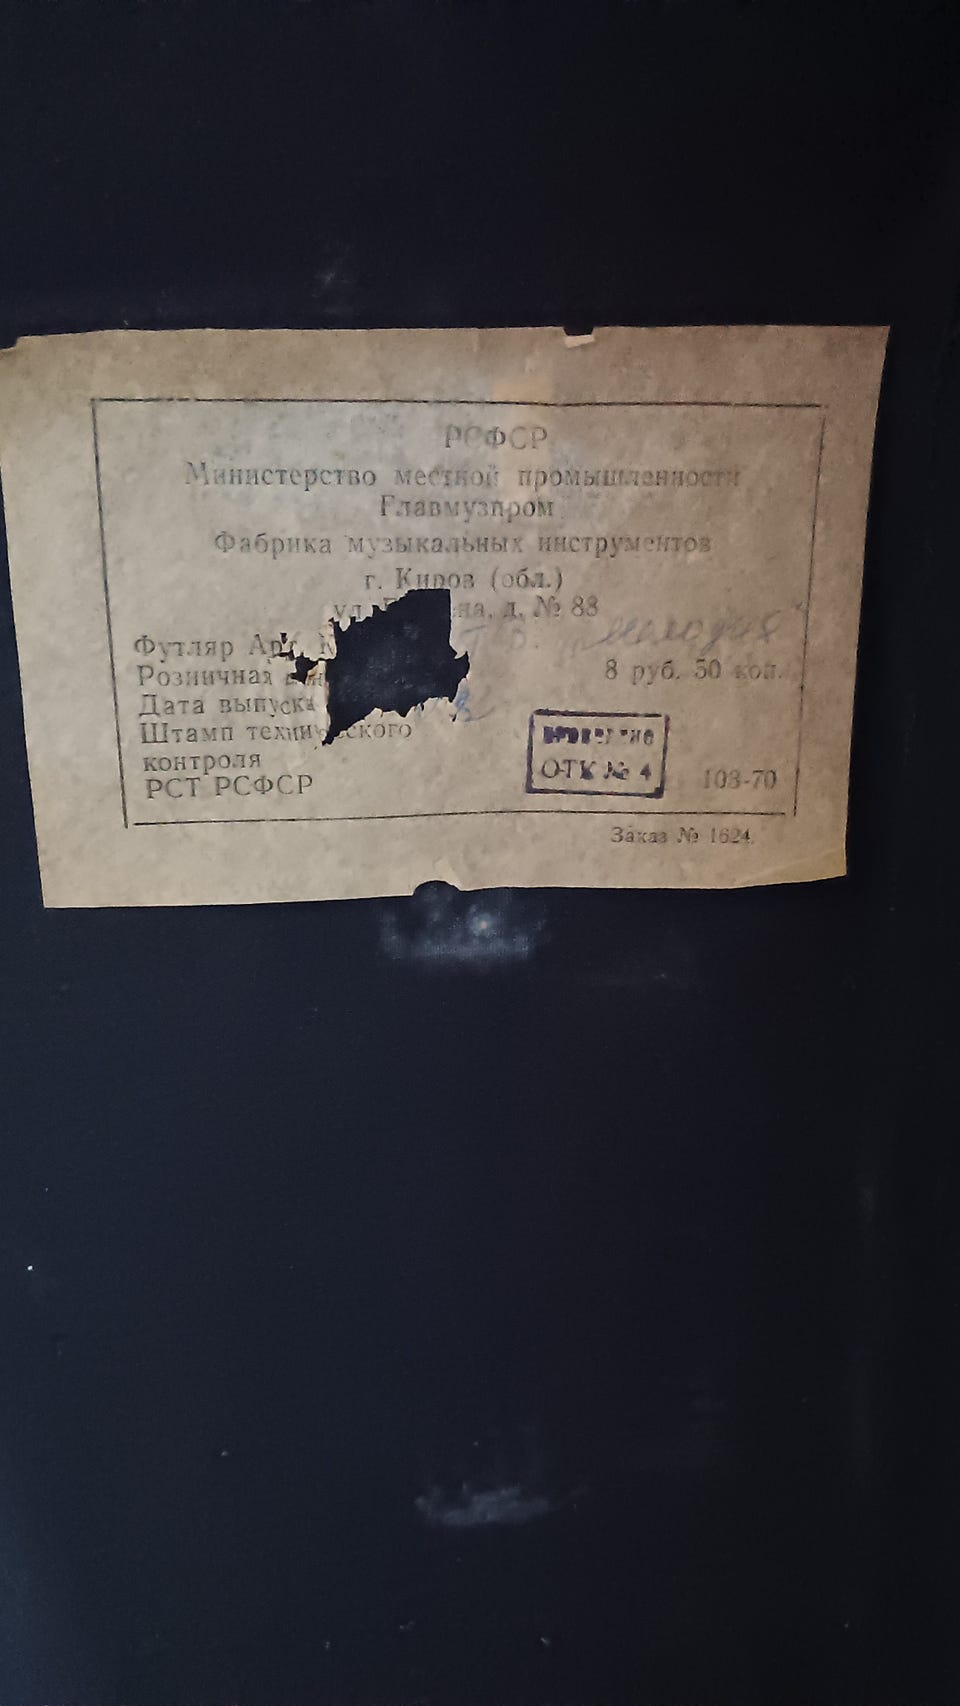 РСФСР
Министерство местной промышленности
Главмузпром
Фабрика музыкальных инструментов
г. Киров (обл.)
ул. д. № 88
Футляр Арт.
Розничная 8 руб. 50 коп.
Дата выпуска
Штамп технического
контроля
ОТК № 4
РСТ РСФСР 103-70
Заказ № 1624